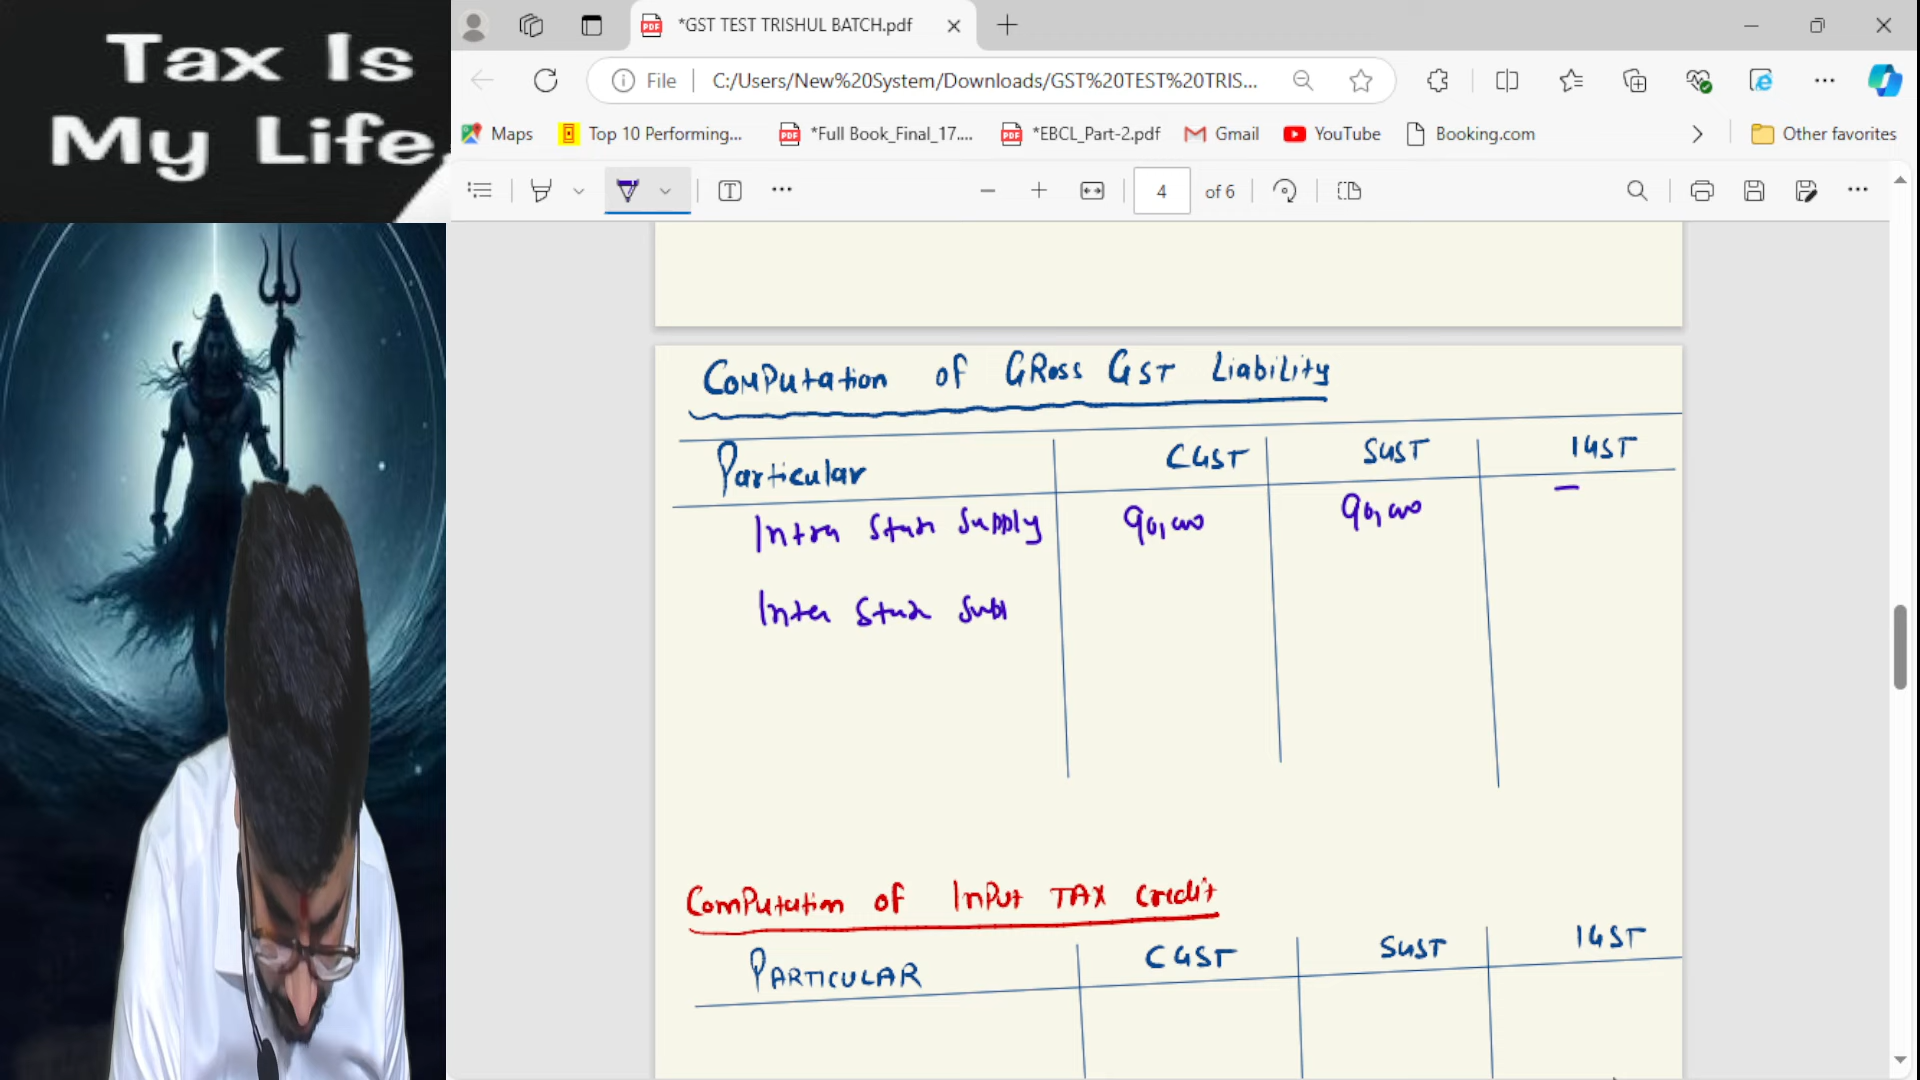 Tax Is
My Life.
*GST TEST TRISHUL BATCH.pdf
File
C:/Users/New%20System/Downloads/GST%20TEST%20TRIS...
Maps
Top 10 Performing...
*Full Book_Final_17....
*EBCL_Part-2.pdf
Gmail
YouTube
Booking.com
Other favorites
4 of 6
Computation of GRoss GST Liability
Particular CGST SGST IGST
Intra State Supply 90,000 90,000 –
Inter State
Computation of InPut TAX Credit
PARTICULAR CGST SGST IGST